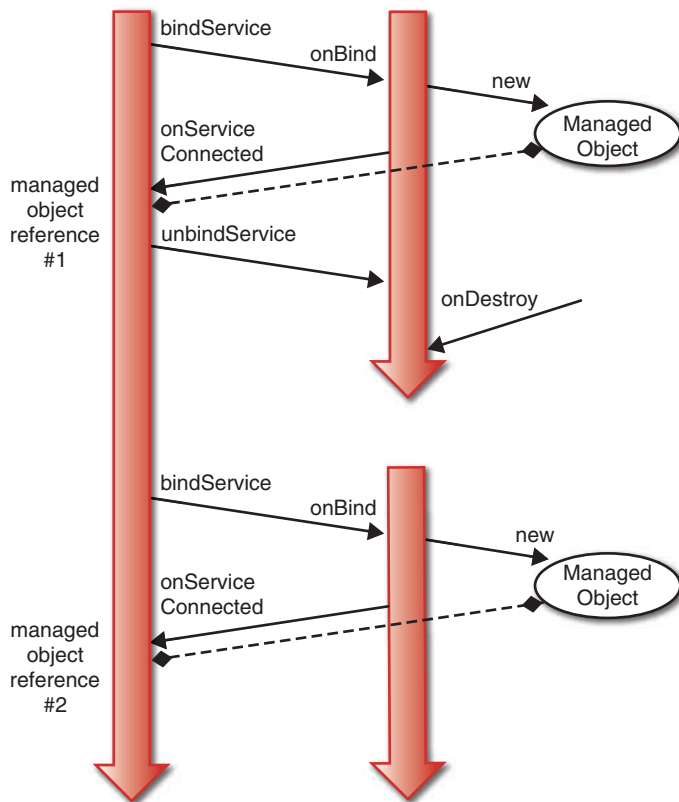 bindService
onBind
new
Managed
Object
onService
Connected
managed
object
reference
#1
unbindService
onDestroy
bindService
onBind
new
Managed
Object
onService
Connected
managed
object
reference
#2